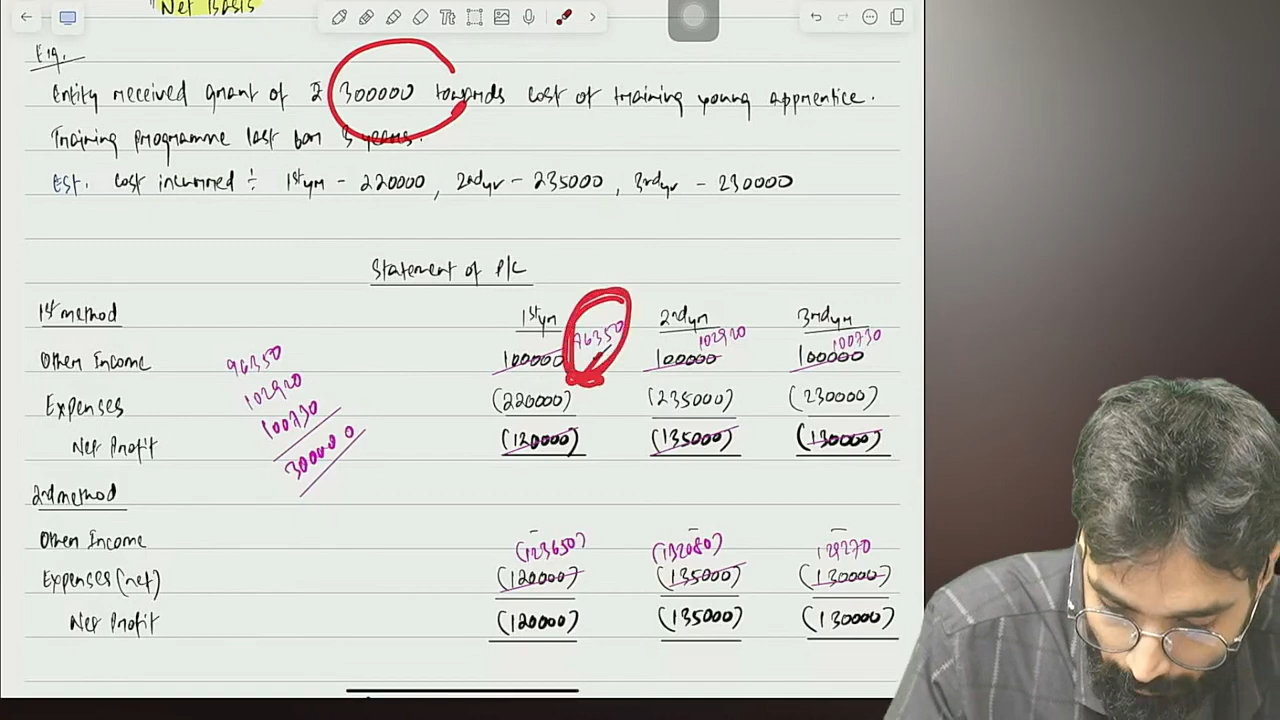 "Net Basis
Eg.
Entity received grant of ₹ 300000 towards cost of training young apprentice.
Training programme last for 3 years.
Est. cost incurred ÷ 1st yr - 220000, 2nd yr - 235000, 3rd yr - 230000
Statement of P/L
1st method 1st yr 2nd yr 3rd yr
96350 102920 100730
Other Income 100000 100000 100000
96350
102920
100730
300000
Expenses (220000) (235000) (230000)
Net Profit (120000) (135000) (130000)
2nd method
Other Income - - -
(123650) (132080) 129270
Expenses (net) (120000) (135000) (130000)
Net Profit (120000) (135000) (130000)